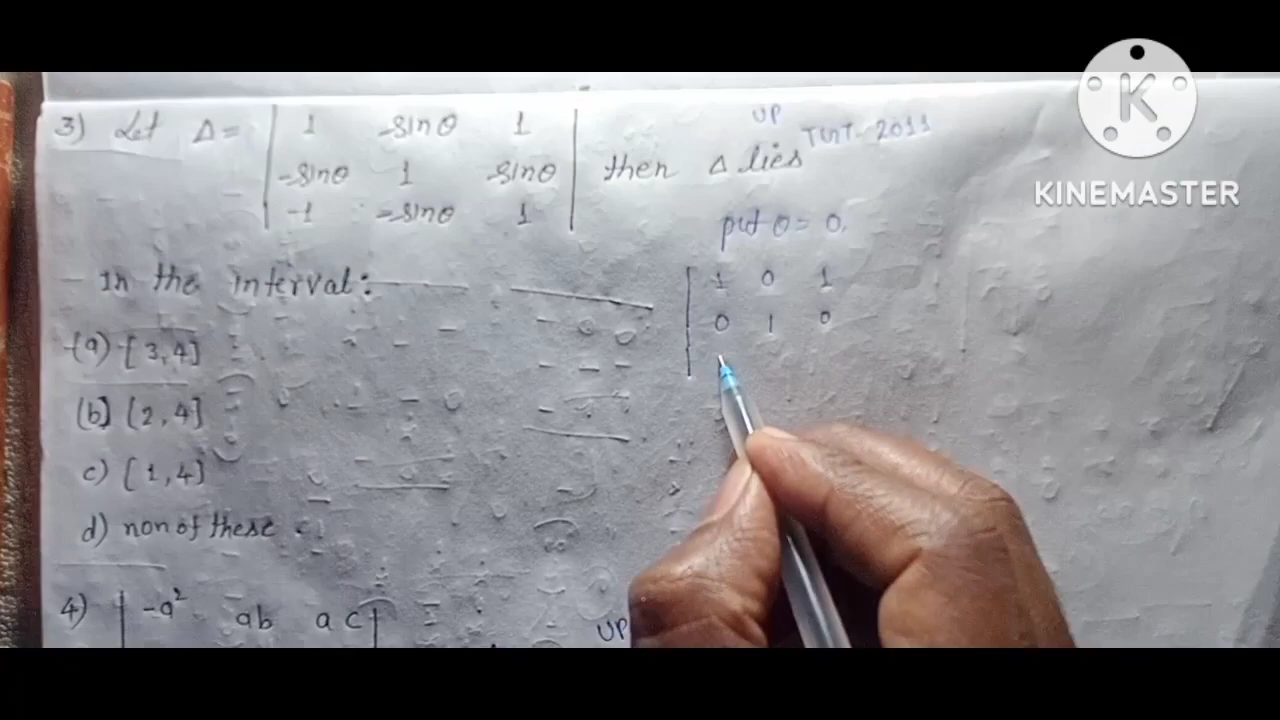 UP
3) Let Δ = | 1 -sinθ 1 | then Δ lies TGT-2011
| -sinθ 1 -sinθ |
| -1 -sinθ 1 |
put θ = 0.
In the interval:
| 1 0 1
| 0 1 0
(a) [3,4]
(b) [2,4]
c) [1,4]
d) non of these.
4) | -a² ab ac |
UP
K
KINEMASTER